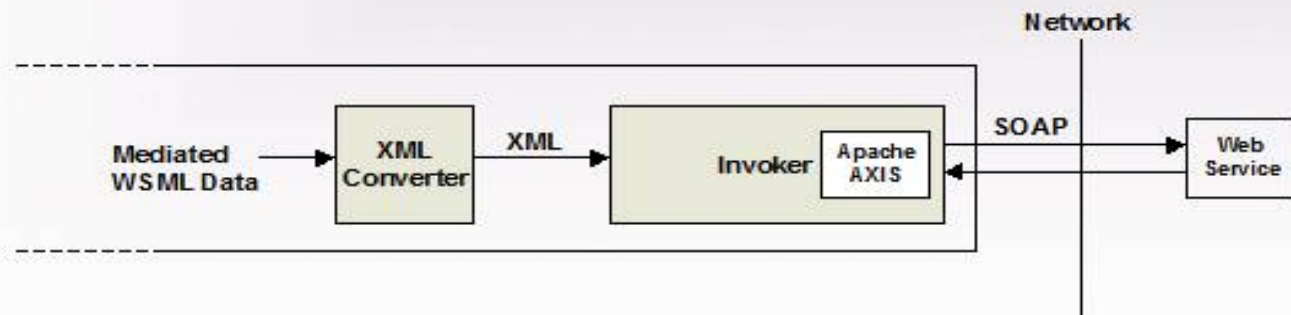 Network
Mediated
WSML Data
XML
Converter
XML
Invoker
Apache
AXIS
SOAP
Web
Service